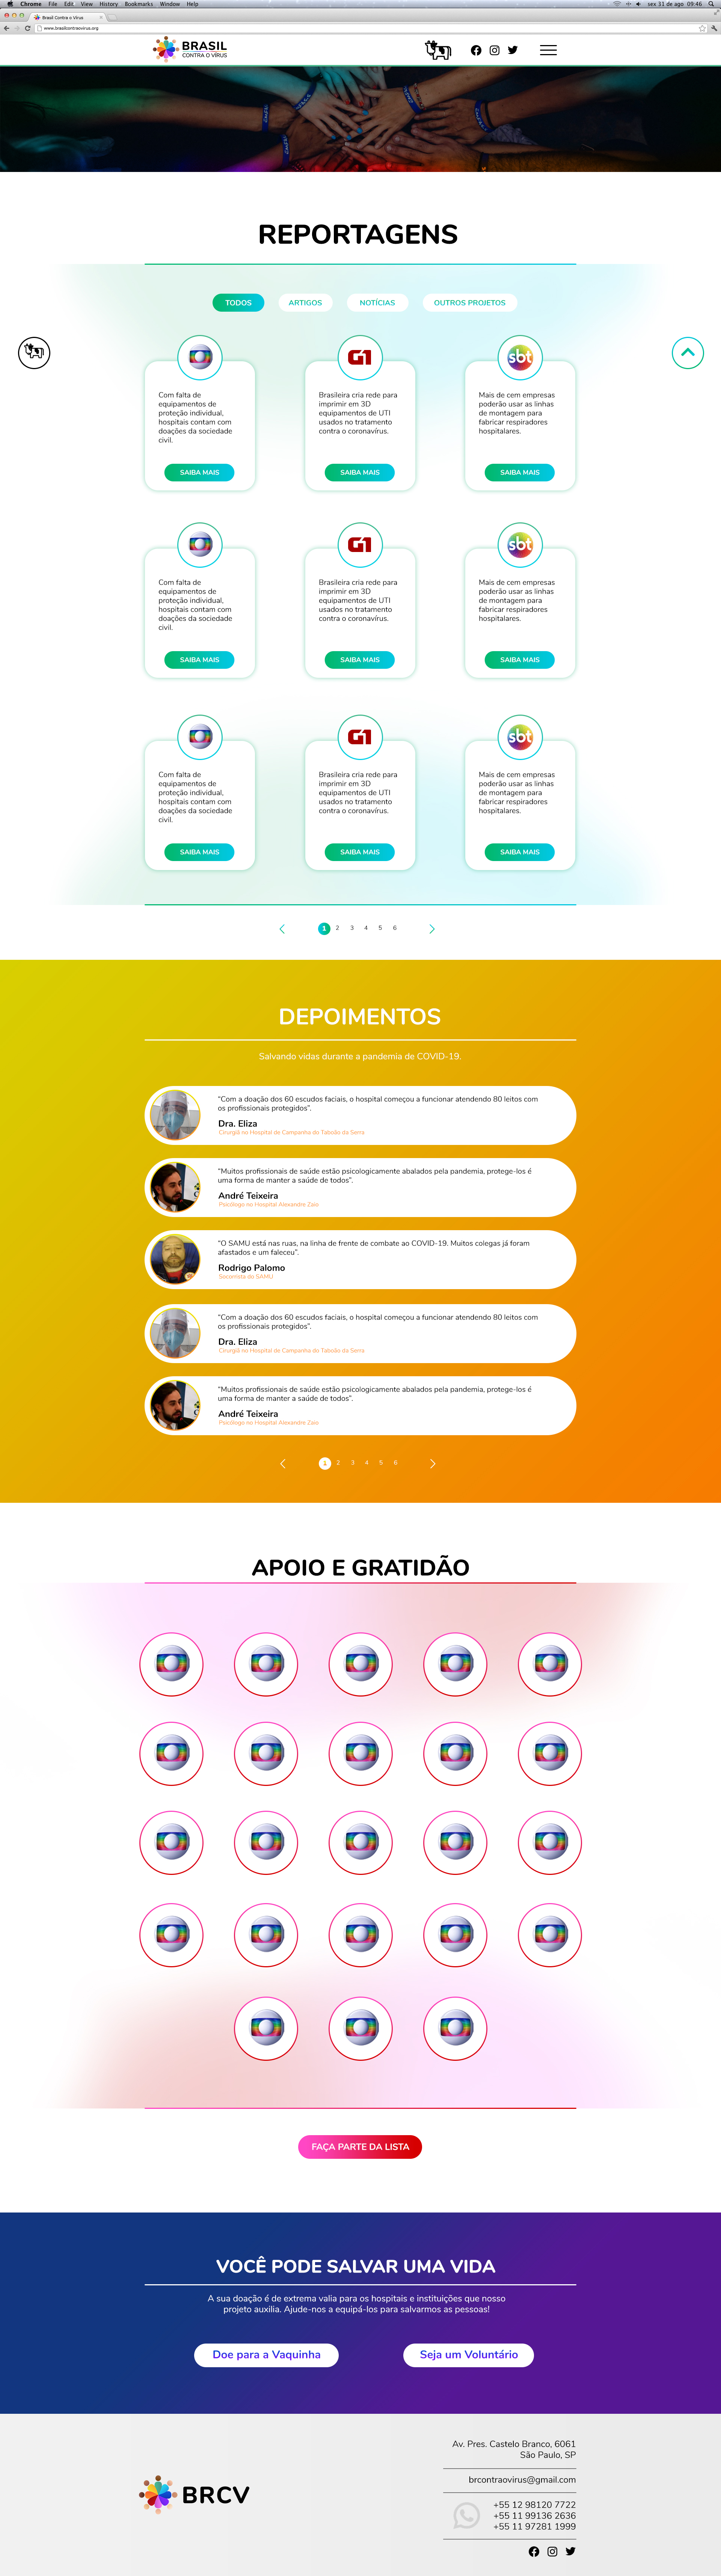 Chrome File Edit View History Bookmarks Window Help sex 31 de ago 09:46
Brasil Contra o Vírus
www.brasilcontraovirus.org
BRASIL
CONTRA O VÍRUS
REPORTAGENS
TODOS ARTIGOS NOTÍCIAS OUTROS PROJETOS
G1
sbt
Com falta de
equipamentos de
proteção individual,
hospitais contam com
doações da sociedade
civil.
SAIBA MAIS
Brasileira cria rede para
imprimir em 3D
equipamentos de UTI
usados no tratamento
contra o coronavírus.
SAIBA MAIS
Mais de cem empresas
poderão usar as linhas
de montagem para
fabricar respiradores
hospitalares.
SAIBA MAIS
G1
sbt
Com falta de
equipamentos de
proteção individual,
hospitais contam com
doações da sociedade
civil.
SAIBA MAIS
Brasileira cria rede para
imprimir em 3D
equipamentos de UTI
usados no tratamento
contra o coronavírus.
SAIBA MAIS
Mais de cem empresas
poderão usar as linhas
de montagem para
fabricar respiradores
hospitalares.
SAIBA MAIS
G1
sbt
Com falta de
equipamentos de
proteção individual,
hospitais contam com
doações da sociedade
civil.
SAIBA MAIS
Brasileira cria rede para
imprimir em 3D
equipamentos de UTI
usados no tratamento
contra o coronavírus.
SAIBA MAIS
Mais de cem empresas
poderão usar as linhas
de montagem para
fabricar respiradores
hospitalares.
SAIBA MAIS
1 2 3 4 5 6
DEPOIMENTOS
Salvando vidas durante a pandemia de COVID-19.
“Com a doação dos 60 escudos faciais, o hospital começou a funcionar atendendo 80 leitos com
os profissionais protegidos”.
Dra. Eliza
Cirurgiã no Hospital de Campanha do Taboão da Serra
“Muitos profissionais de saúde estão psicologicamente abalados pela pandemia, protege-los é
uma forma de manter a saúde de todos”.
André Teixeira
Psicólogo no Hospital Alexandre Zaio
“O SAMU está nas ruas, na linha de frente de combate ao COVID-19. Muitos colegas já foram
afastados e um faleceu”.
Rodrigo Palomo
Socorrista do SAMU
“Com a doação dos 60 escudos faciais, o hospital começou a funcionar atendendo 80 leitos com
os profissionais protegidos”.
Dra. Eliza
Cirurgiã no Hospital de Campanha do Taboão da Serra
“Muitos profissionais de saúde estão psicologicamente abalados pela pandemia, protege-los é
uma forma de manter a saúde de todos”.
André Teixeira
Psicólogo no Hospital Alexandre Zaio
1 2 3 4 5 6
APOIO E GRATIDÃO
FAÇA PARTE DA LISTA
VOCÊ PODE SALVAR UMA VIDA
A sua doação é de extrema valia para os hospitais e instituições que nosso
projeto auxilia. Ajude-nos a equipá-los para salvarmos as pessoas!
Doe para a Vaquinha Seja um Voluntário
BRCV
Av. Pres. Castelo Branco, 6061
São Paulo, SP
brcontraovirus@gmail.com
+55 12 98120 7722
+55 11 99136 2636
+55 11 97281 1999